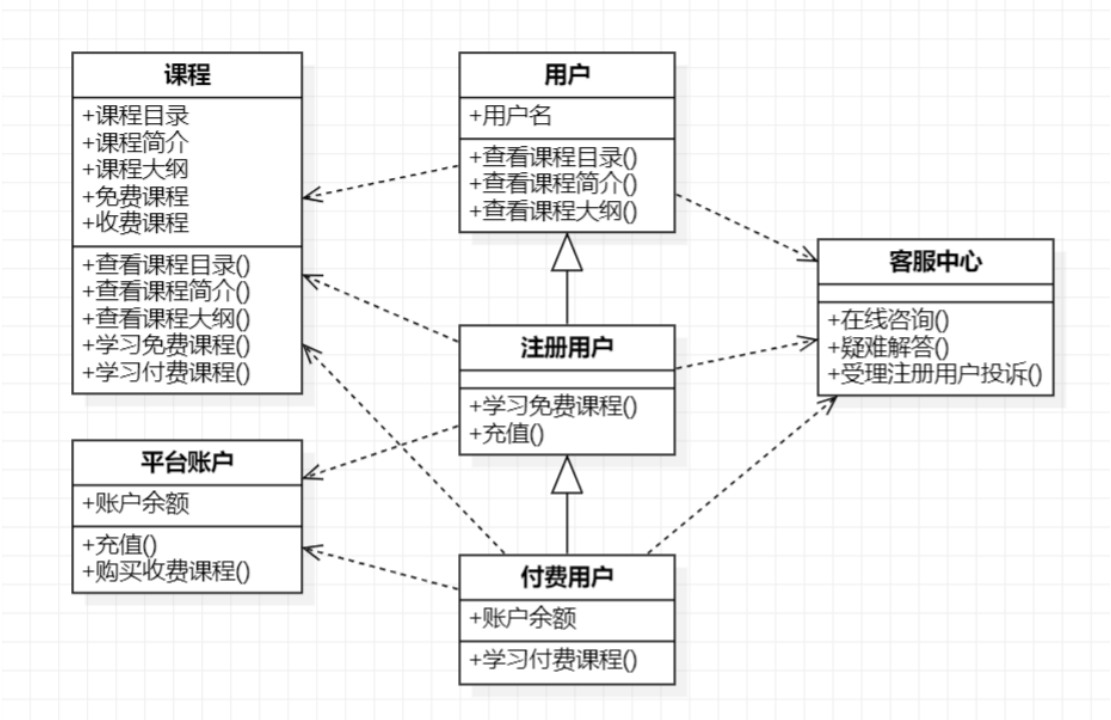 课程
+课程目录
+课程简介
+课程大纲
+免费课程
+收费课程
+查看课程目录()
+查看课程简介()
+查看课程大纲()
+学习免费课程()
+学习付费课程()
用户
+用户名
+查看课程目录()
+查看课程简介()
+查看课程大纲()
客服中心
+在线咨询()
+疑难解答()
+受理注册用户投诉()
注册用户
+学习免费课程()
+充值()
平台账户
+账户余额
+充值()
+购买收费课程()
付费用户
+账户余额
+学习付费课程()